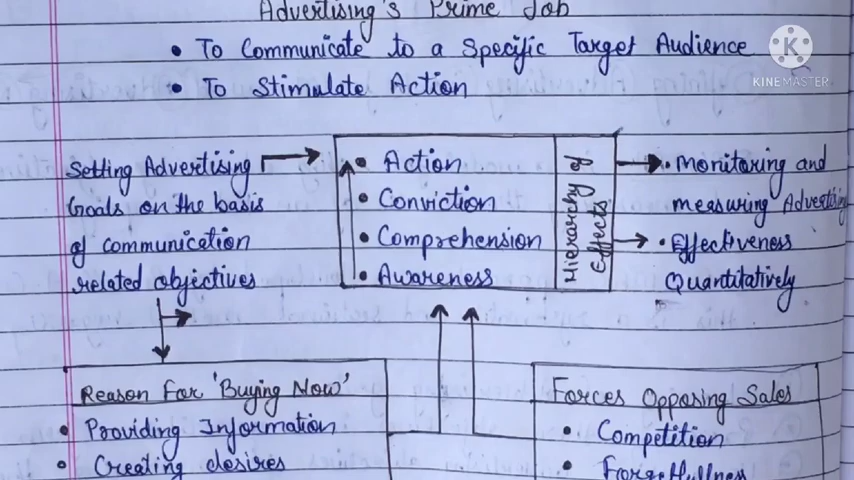 Advertising's Prime Job
• To Communicate to a Specific Target Audience
• To Stimulate Action
KINEMASTER
Setting Advertising
Goals on the basis
of communication
related objectives
• Action
• Conviction
• Comprehension
• Awareness
Hierarchy of
Effects
• Monitoring and
measuring Advertising
• Effectiveness
Quantitatively
Reason For 'Buying Now'
• Providing Information
• Creating desires
Forces Opposing Sales
• Competition
• Forgetfullness